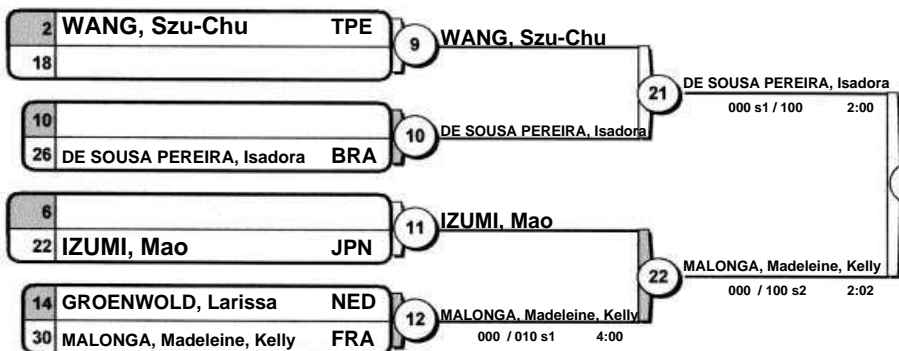 2 WANG, Szu-Chu TPE
18
9 WANG, Szu-Chu
10
26 DE SOUSA PEREIRA, Isadora BRA
10 DE SOUSA PEREIRA, Isadora
21 DE SOUSA PEREIRA, Isadora
000 s1 / 100 2:00
6
22 IZUMI, Mao JPN
11 IZUMI, Mao
14 GROENWOLD, Larissa NED
30 MALONGA, Madeleine, Kelly FRA
12 MALONGA, Madeleine, Kelly
000 / 010 s1 4:00
22 MALONGA, Madeleine, Kelly
000 / 100 s2 2:02